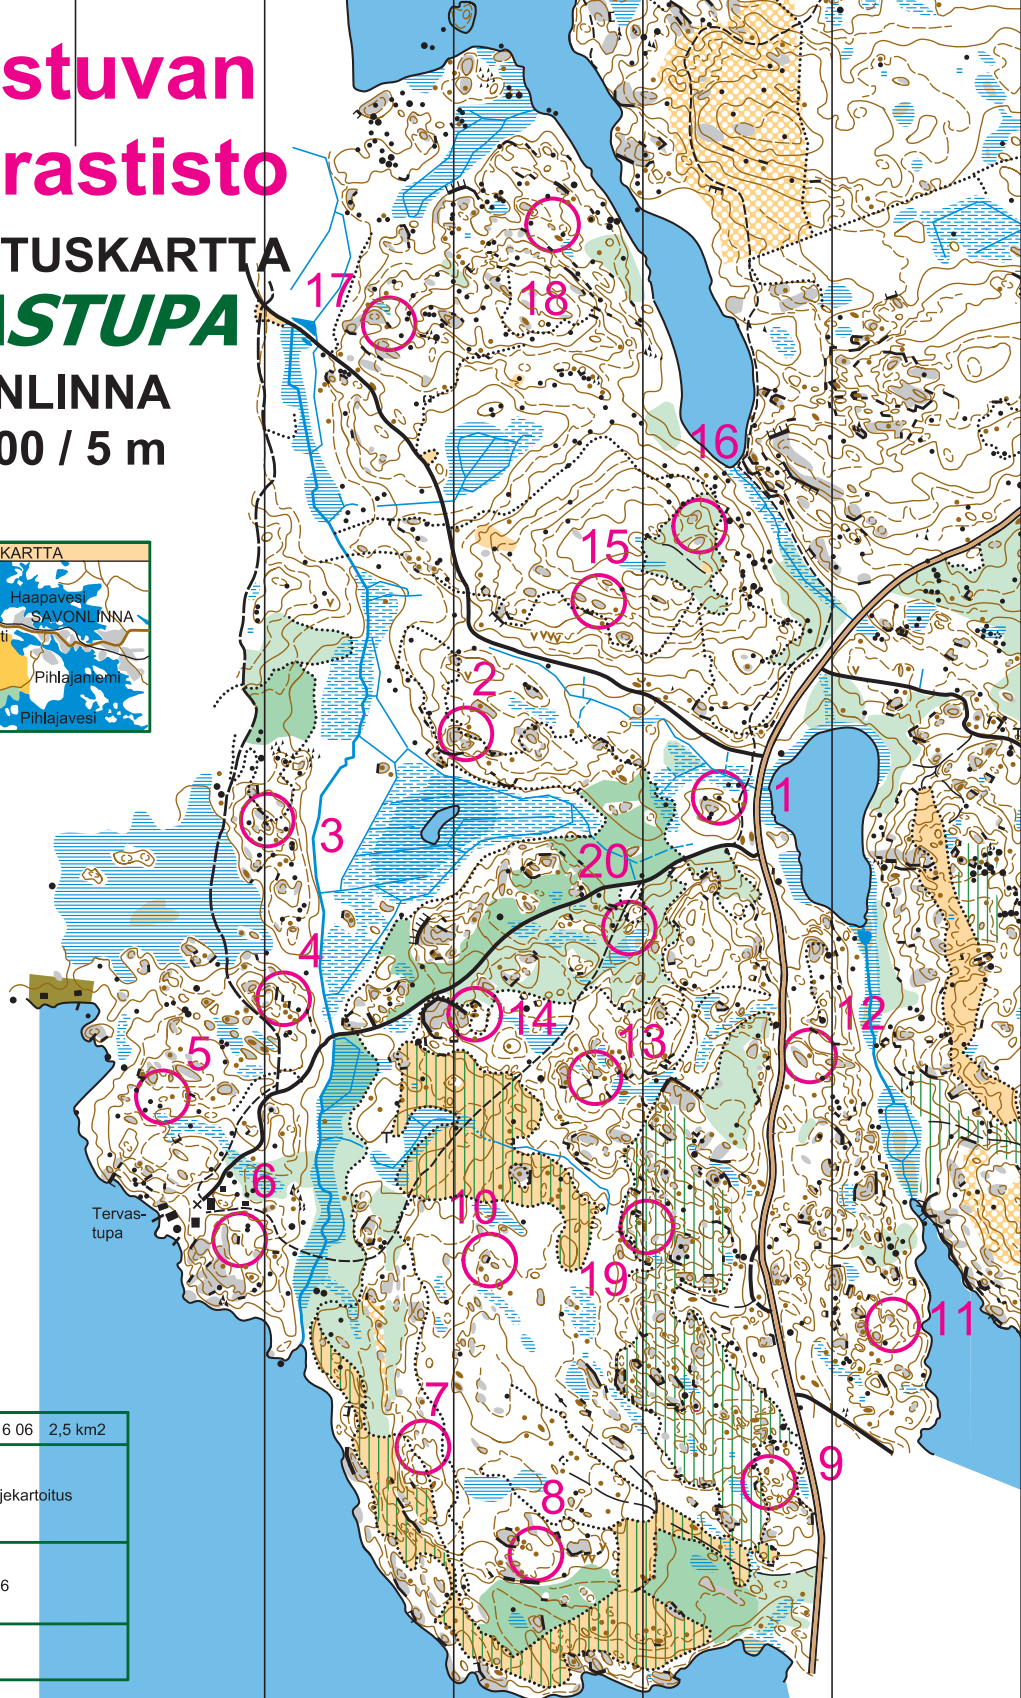 stuvan
rastisto
TUSKARTTA
ASTUPA
NLINNA
00 / 5 m
KARTTA
Haapavesi
SAVONLINNA
ti
Pihlajaniemi
Pihlajavesi
17
18
16
15
2
1
3
20
4
14
13
12
5
6
Tervas-
tupa
10
19
11
7
9
8
6 06 2,5 km2
jekartoitus
6